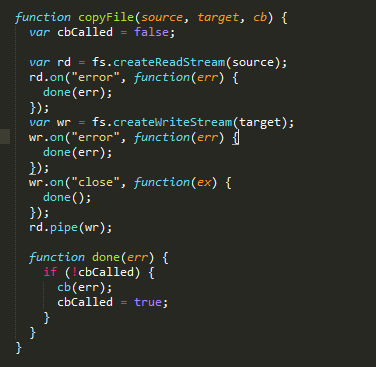 function copyFile(source, target, cb) {
  var cbCalled = false;

  var rd = fs.createReadStream(source);
  rd.on("error", function(err) {
    done(err);
  });
  var wr = fs.createWriteStream(target);
  wr.on("error", function(err) {
    done(err);
  });
  wr.on("close", function(ex) {
    done();
  });
  rd.pipe(wr);

  function done(err) {
    if (!cbCalled) {
      cb(err);
      cbCalled = true;
    }
  }
}